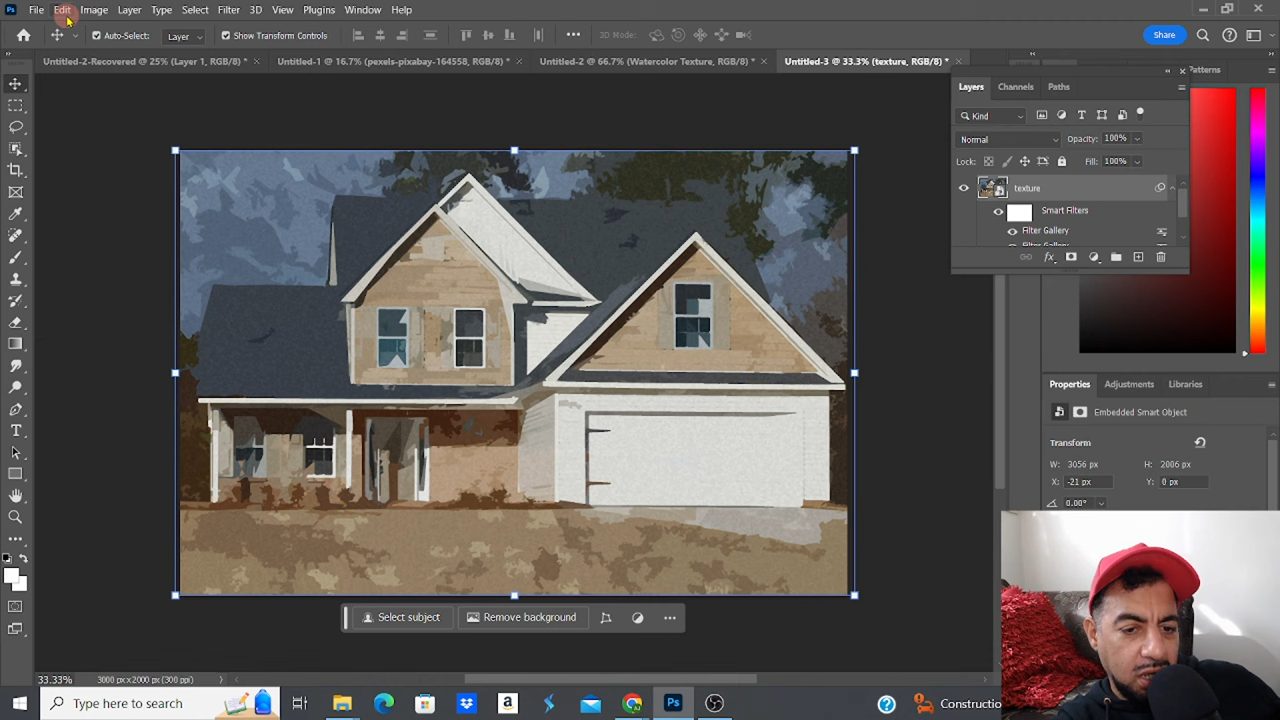 Ps File Edit Image Layer Type Select Filter 3D View Plugins Window Help
Auto-Select: Layer Show Transform Controls 3D Mode: Share
Untitled-2-Recovered @ 25% (Layer 1, RGB/8) * Untitled-1 @ 16.7% (pexels-pixabay-164558, RGB/8) * Untitled-2 @ 66.7% (Watercolor Texture, RGB/8) * Untitled-3 @ 33.3% (texture, RGB/8) *
Patterns
Layers Channels Paths
Kind
Normal Opacity: 100%
Lock: Fill: 100%
texture
Smart Filters
Filter Gallery
Filter Gallery
Properties Adjustments Libraries
Embedded Smart Object
Transform
W: 3056 px H: 2006 px
X: -21 px Y: 0 px
0.00°
Select subject Remove background
33.33% 3000 px x 2000 px (300 ppi)
Type here to search
Constructio